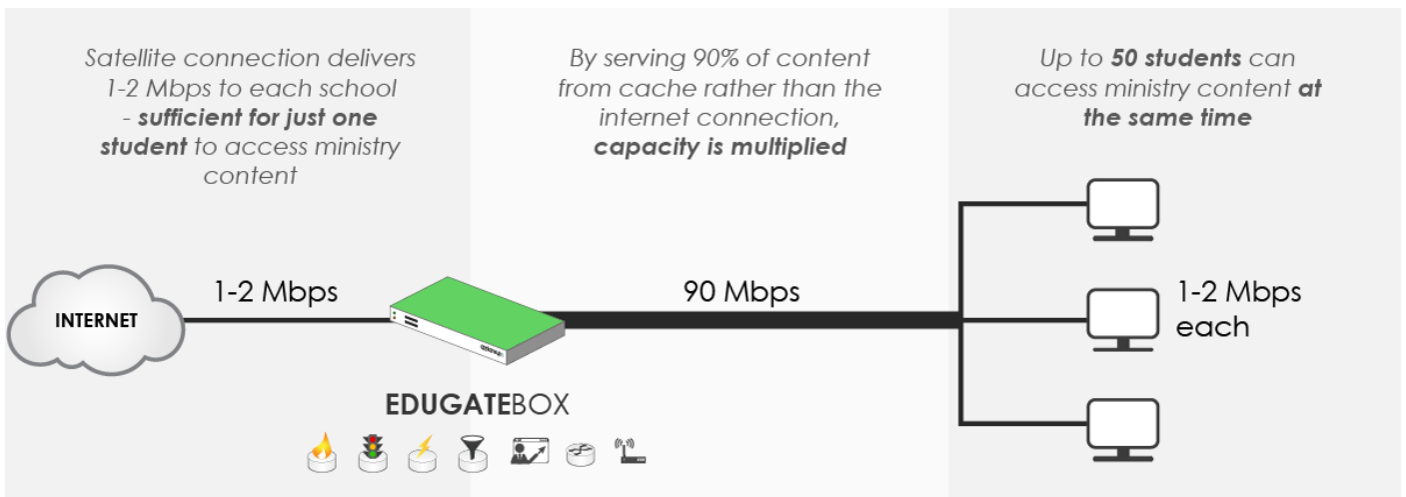 Satellite connection delivers
1-2 Mbps to each school
- sufficient for just one
student to access ministry
content
By serving 90% of content
from cache rather than the
internet connection,
capacity is multiplied
Up to 50 students can
access ministry content at
the same time
INTERNET
1-2 Mbps
90 Mbps
1-2 Mbps
each
EDUGATEBOX